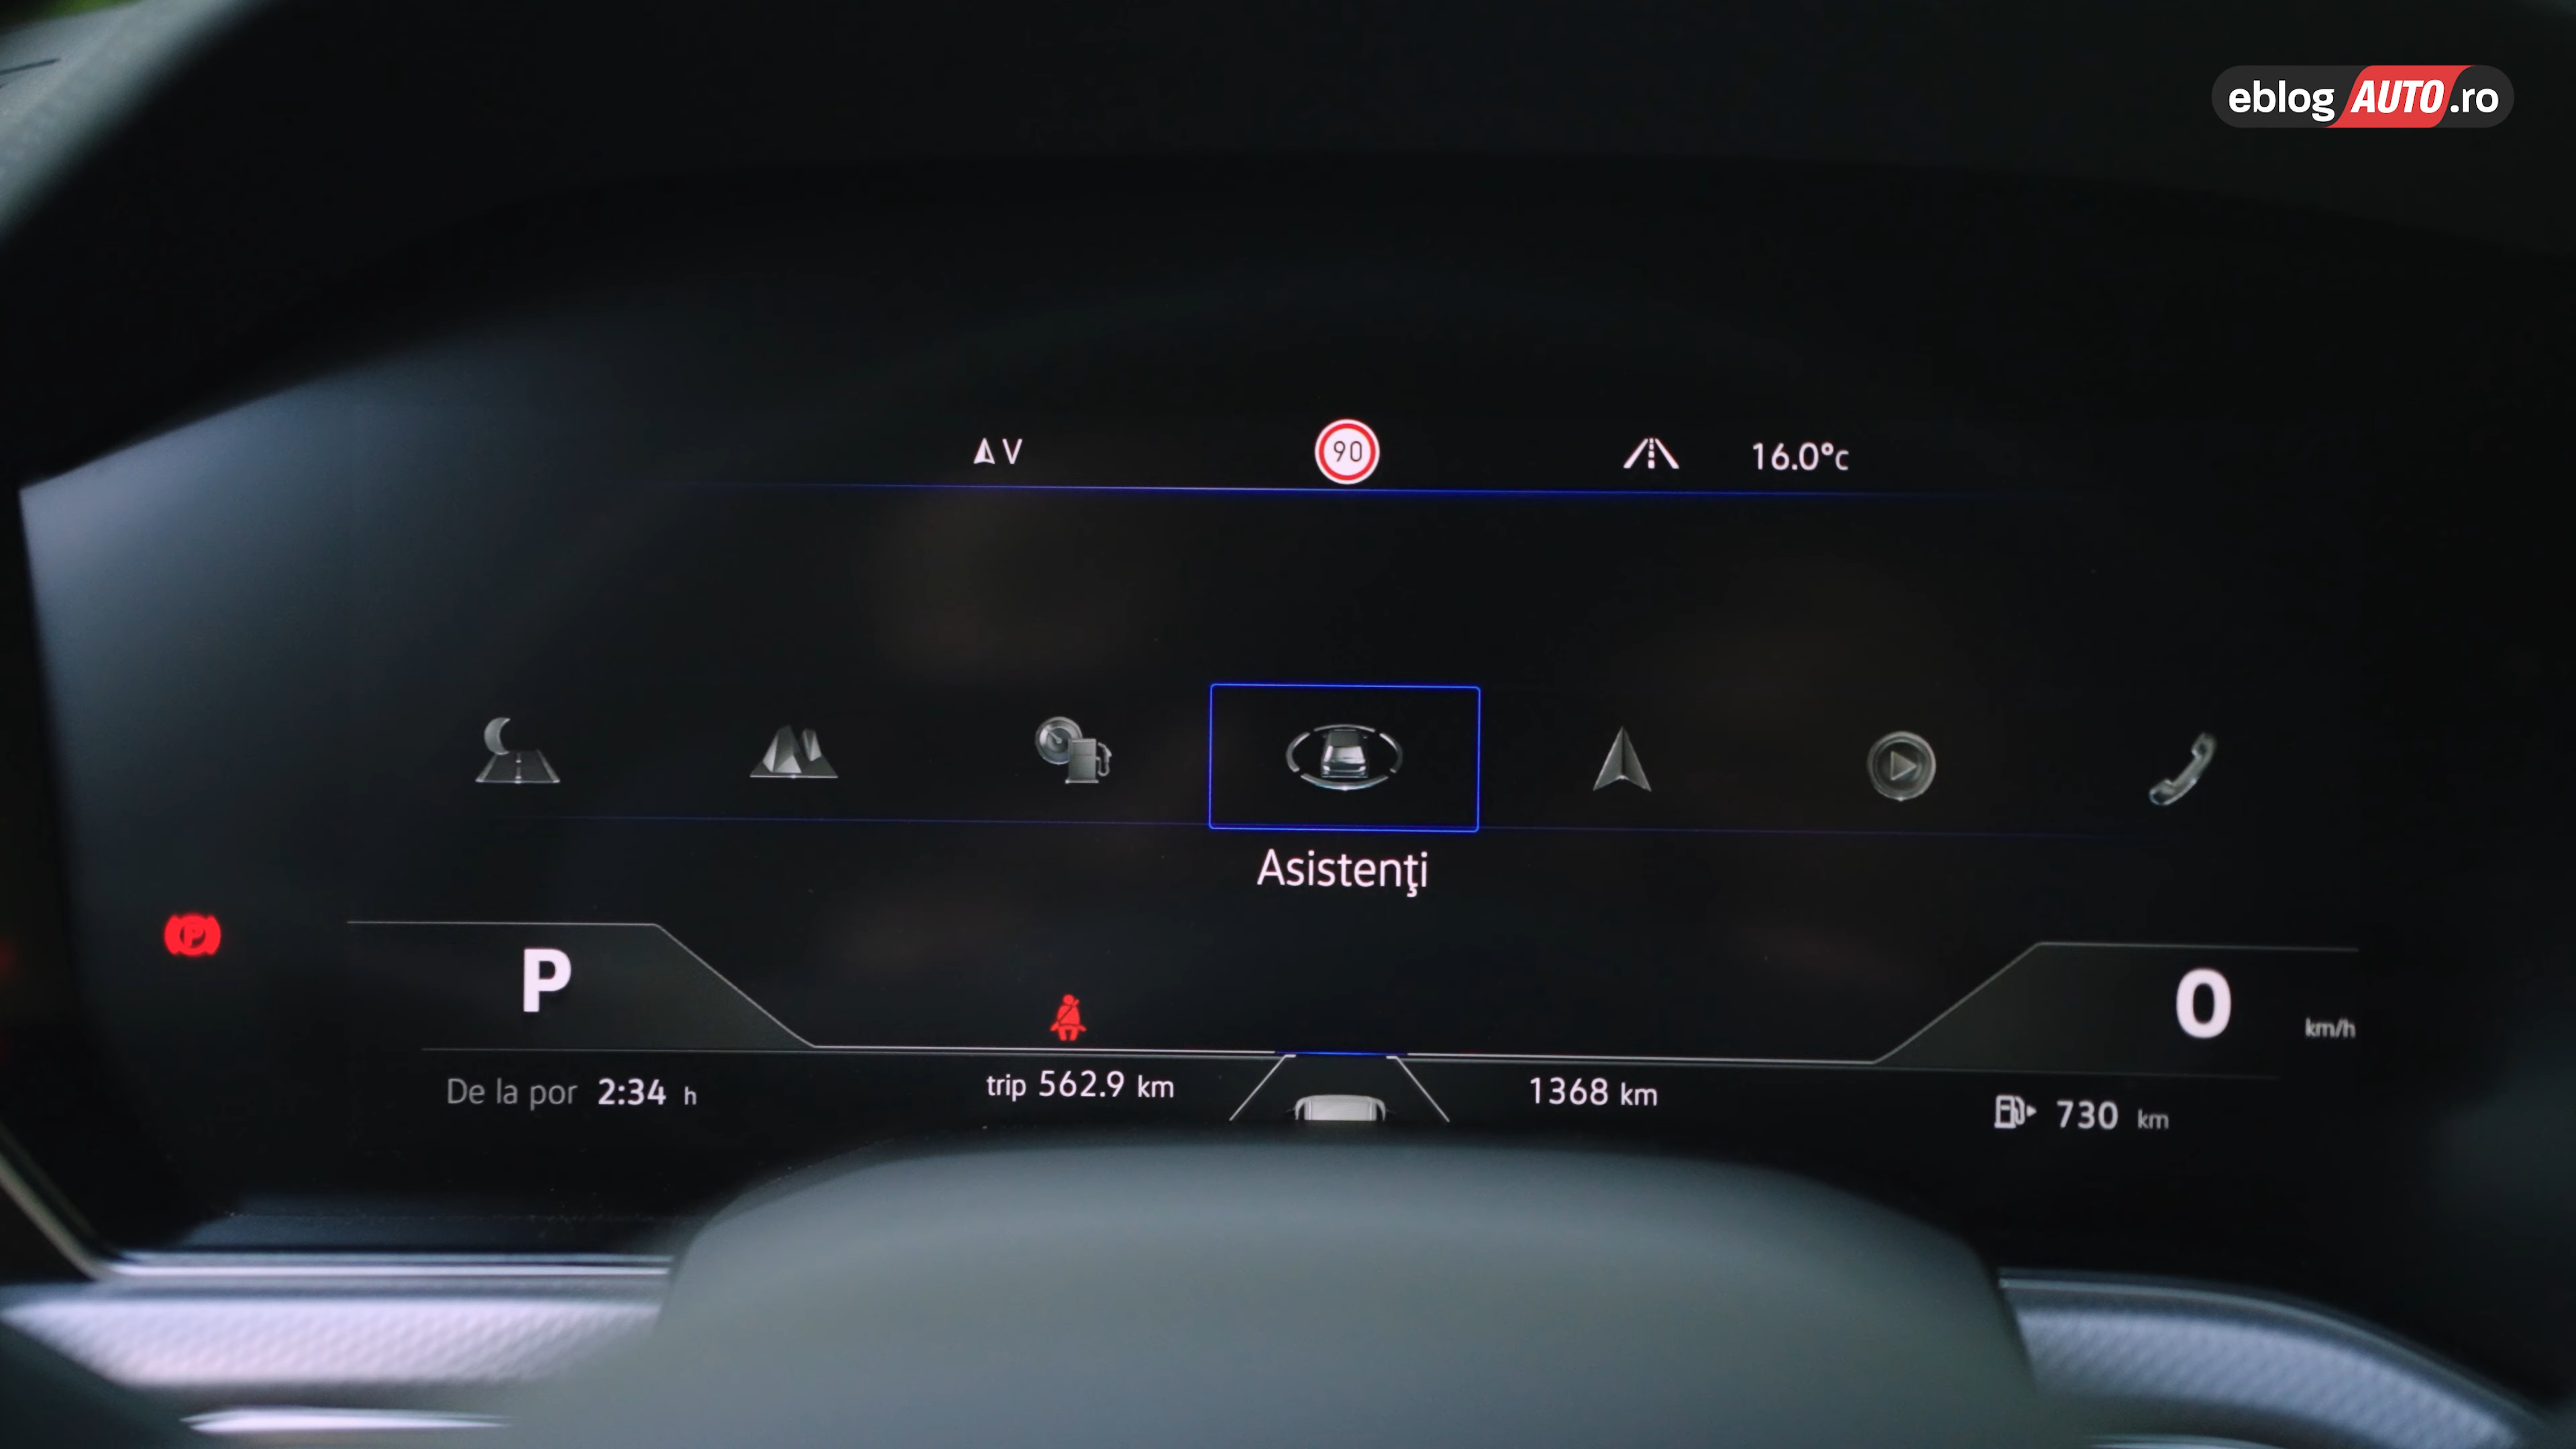 eblog AUTO.ro
V 90 16.0°C
Asistenţi
P
P 0 km/h
De la por 2:34 h trip 562.9 km 1368 km 730 km